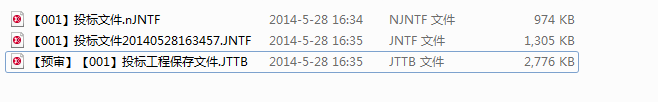 【001】投标文件.nJNTF 2014-5-28 16:34 NJNTF 文件 974 KB
【001】投标文件20140528163457.JNTF 2014-5-28 16:35 JNTF 文件 1,305 KB
【预审】【001】投标工程保存文件.JTTB 2014-5-28 16:35 JTTB 文件 2,776 KB